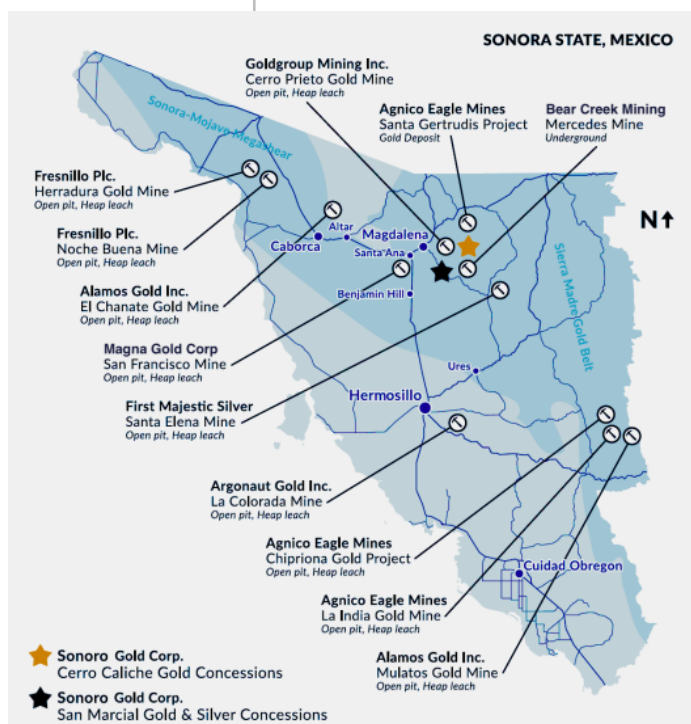 SONORA STATE, MEXICO
Goldgroup Mining Inc.
Cerro Prieto Gold Mine
Open pit, Heap leach
Agnico Eagle Mines
Santa Gertrudis Project
Gold Deposit
Bear Creek Mining
Mercedes Mine
Underground
Sonora-Mojave Megashear
Fresnillo Plc.
Herradura Gold Mine
Open pit, Heap leach
Fresnillo Plc.
Noche Buena Mine
Open pit, Heap leach
Alamos Gold Inc.
El Chanate Gold Mine
Open pit, Heap leach
Magna Gold Corp
San Francisco Mine
Open pit, Heap leach
First Majestic Silver
Santa Elena Mine
Open pit, Heap leach
Caborca
Altar
Magdalena
Santa Ana
Benjamin Hill
N
Sierra Madre Gold Belt
Ures
Hermosillo
Argonaut Gold Inc.
La Colorada Mine
Open pit, Heap leach
Agnico Eagle Mines
Chipriona Gold Project
Open pit, Heap leach
Cuidad Obregon
Agnico Eagle Mines
La India Gold Mine
Open pit, Heap leach
Alamos Gold Inc.
Mulatos Gold Mine
Open pit, Heap leach
Sonoro Gold Corp.
Cerro Caliche Gold Concessions
Sonoro Gold Corp.
San Marcial Gold & Silver Concessions